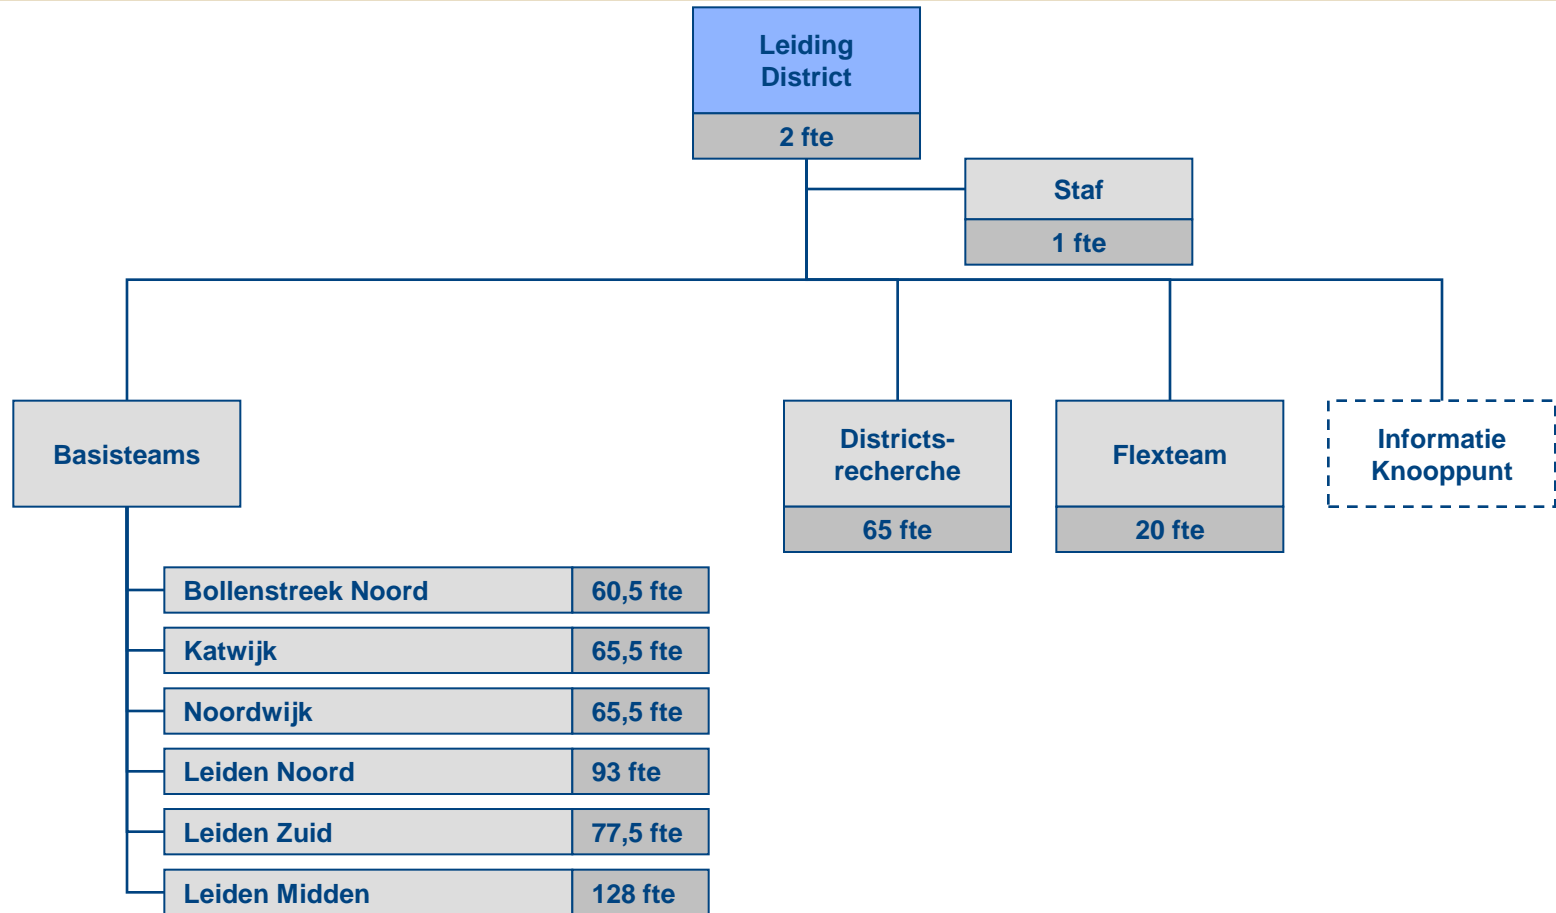 Leiding
District
2 fte
Staf
1 fte
Basisteams
Districts-
recherche
65 fte
Flexteam
20 fte
Informatie
Knooppunt
Bollenstreek Noord 60,5 fte
Katwijk 65,5 fte
Noordwijk 65,5 fte
Leiden Noord 93 fte
Leiden Zuid 77,5 fte
Leiden Midden 128 fte